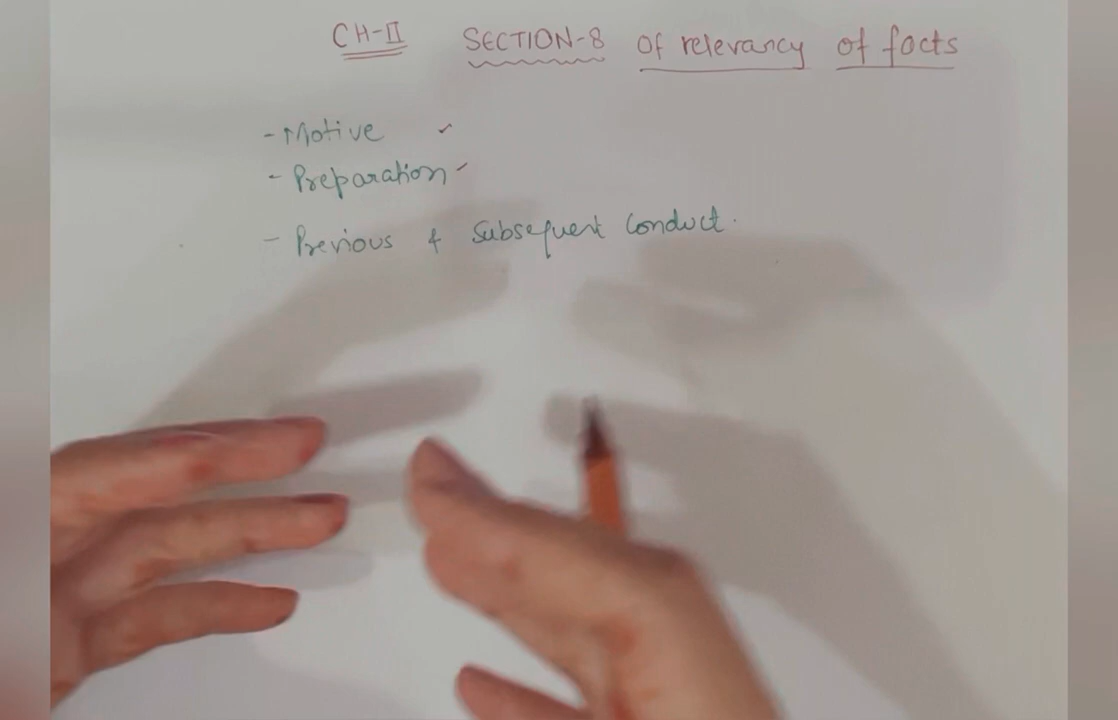 CH-II SECTION-8 Of relevancy of facts
- Motive ✓
- Preparation ✓
- Previous & Subsequent Conduct.